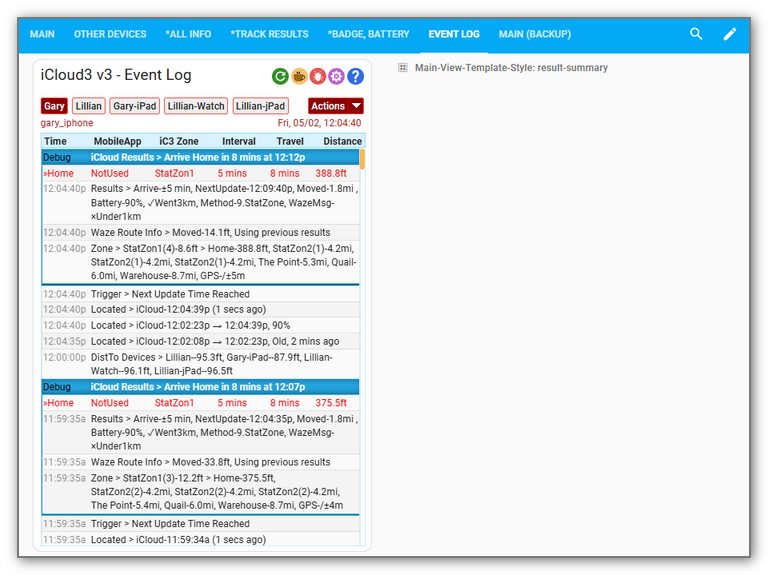 MAIN OTHER DEVICES *ALL INFO *TRACK RESULTS *BADGE, BATTERY EVENT LOG MAIN (BACKUP)
iCloud3 v3 - Event Log
Main-View-Template-Style: result-summary
Gary Lillian Gary-iPad Lillian-Watch Lillian-jPad Actions
gary_iphone Fri, 05/02, 12:04:40
Time MobileApp iC3 Zone Interval Travel Distance
Debug iCloud Results > Arrive Home in 8 mins at 12:12p
»Home NotUsed StatZon1 5 mins 8 mins 388.8ft
12:04:40p Results > Arrive-±5 min, NextUpdate-12:09:40p, Moved-1.8mi ,
Battery-90%, ✓Went3km, Method-9.StatZone, WazeMsg-
×Under1km
12:04:40p Waze Route Info > Moved-14.1ft, Using previous results
12:04:40p Zone > StatZon1(4)-8.6ft > Home-388.8ft, StatZon2(1)-4.2mi,
StatZon2(1)-4.2mi, StatZon2(1)-4.2mi, The Point-5.3mi, Quail-
6.0mi, Warehouse-8.7mi, GPS-/±5m
12:04:40p Trigger > Next Update Time Reached
12:04:40p Located > iCloud-12:04:39p (1 secs ago)
12:04:40p Located > iCloud-12:02:23p → 12:04:39p, 90%
12:04:35p Located > iCloud-12:02:08p → 12:02:23p, Old, 2 mins ago
12:00:00p DistTo Devices > Lillian--95.3ft, Gary-iPad--87.9ft, Lillian-
Watch--96.1ft, Lillian-jPad--96.5ft
Debug iCloud Results > Arrive Home in 8 mins at 12:07p
»Home NotUsed StatZon1 5 mins 8 mins 375.5ft
11:59:35a Results > Arrive-±5 min, NextUpdate-12:04:35p, Moved-1.8mi ,
Battery-90%, ✓Went3km, Method-9.StatZone, WazeMsg-
×Under1km
11:59:35a Waze Route Info > Moved-33.8ft, Using previous results
11:59:35a Zone > StatZon1(3)-12.2ft > Home-375.5ft,
StatZon2(2)-4.2mi, StatZon2(2)-4.2mi, StatZon2(2)-4.2mi,
The Point-5.4mi, Quail-6.0mi, Warehouse-8.7mi, GPS-/±4m
11:59:35a Trigger > Next Update Time Reached
11:59:35a Located > iCloud-11:59:34a (1 secs ago)